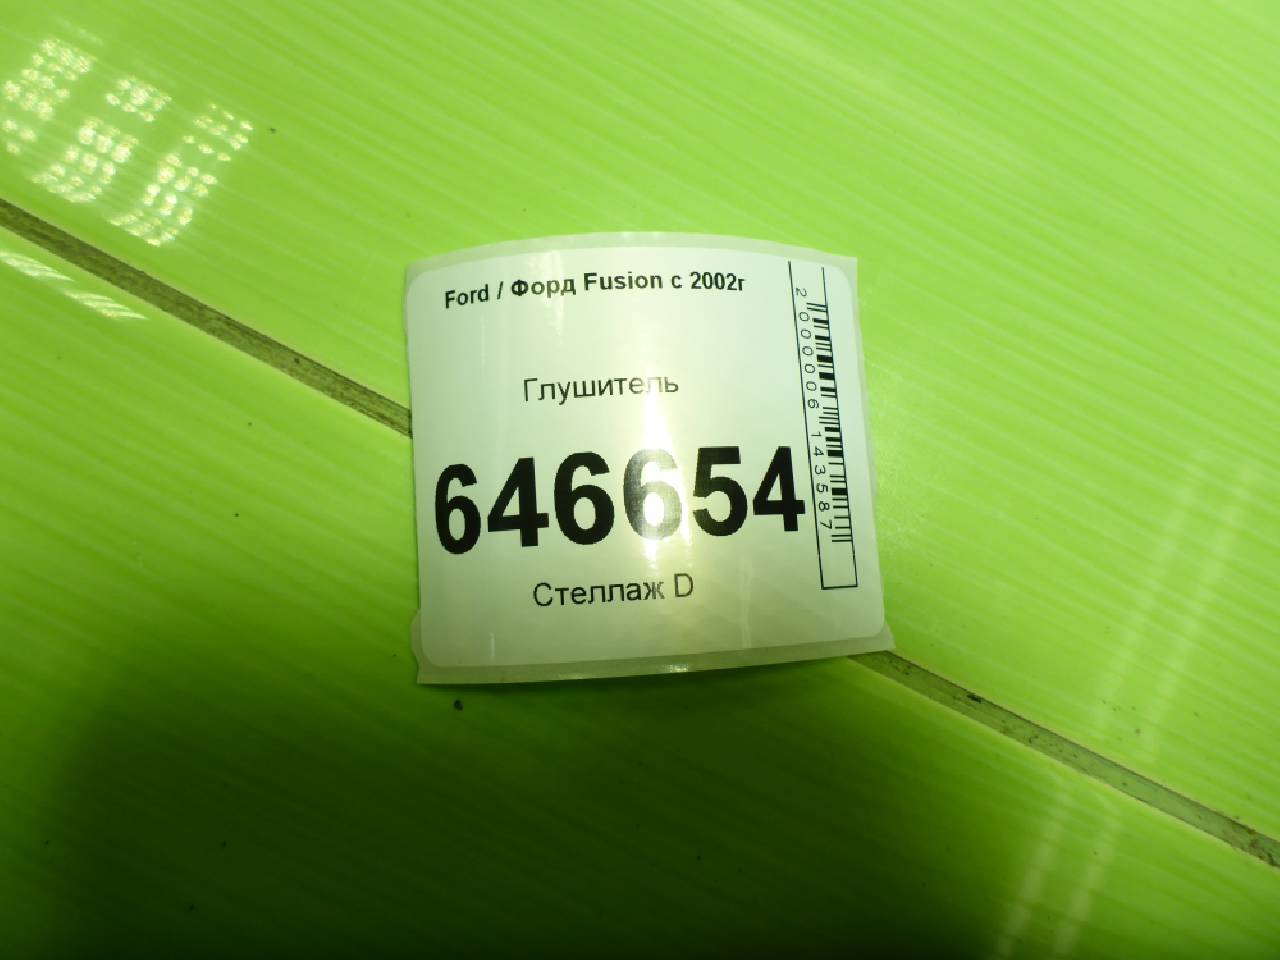 Ford / Форд Fusion с 2002г
Глушитель
646654
Стеллаж D
2000006143587